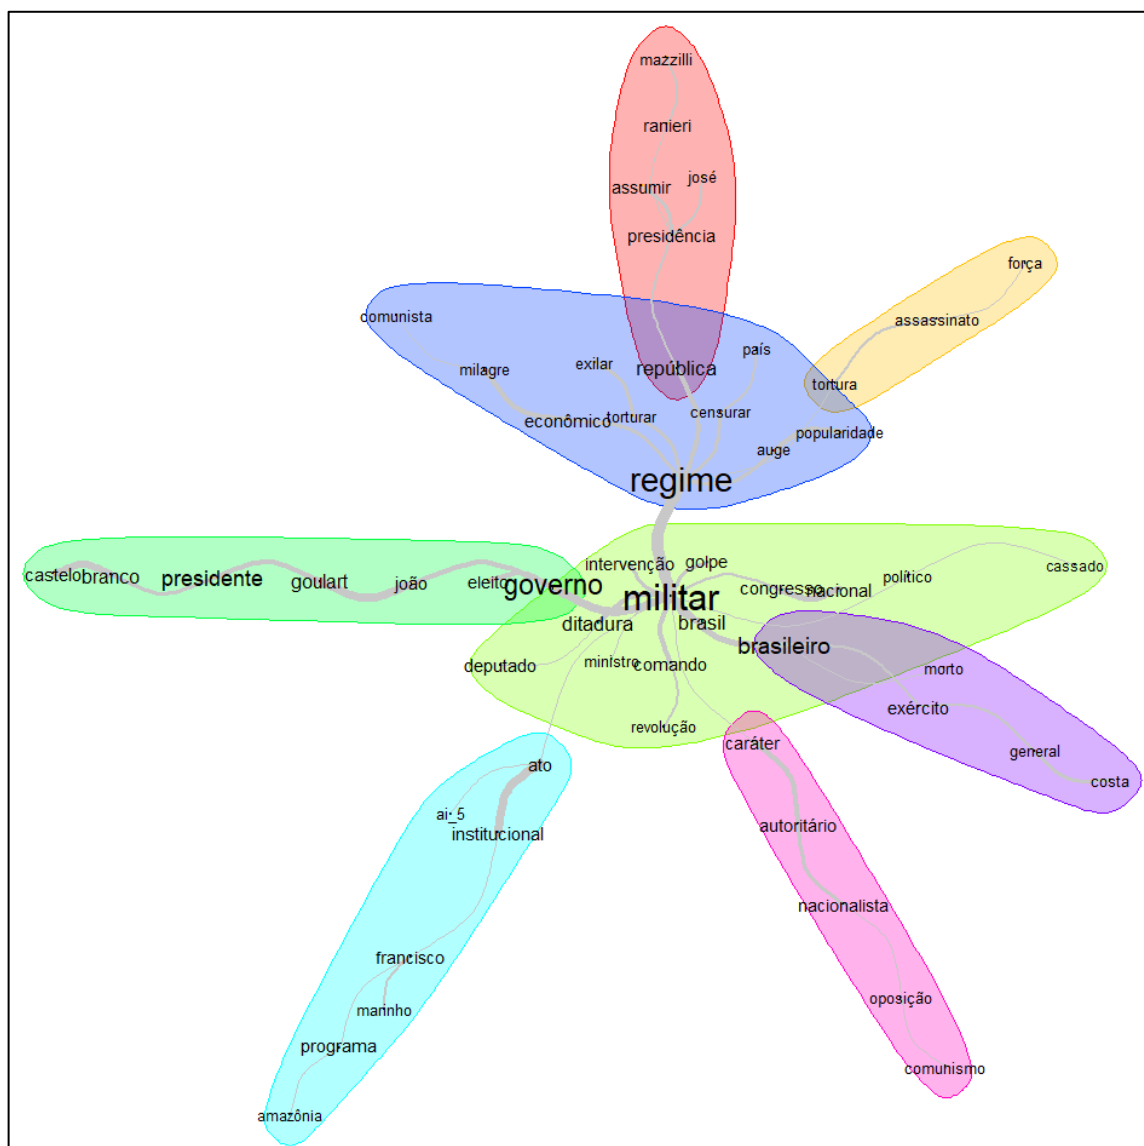 mazzilli
ranieri
assumir
josé
presidência
república
força
assassinato
tortura
comunista
milagre
exilar
país
econômico
torturar
censurar
popularidade
auge
regime
castelo branco
presidente
goulart
joão
eleito
governo
intervenção
golpe
militar
congresso
nacional
político
cassado
ditadura
brasil
brasileiro
deputado
ministro
comando
revolução
morto
exército
general
costa
caráter
autoritário
nacionalista
oposição
comunismo
ato
ai_5
institucional
francisco
marinho
programa
amazônia